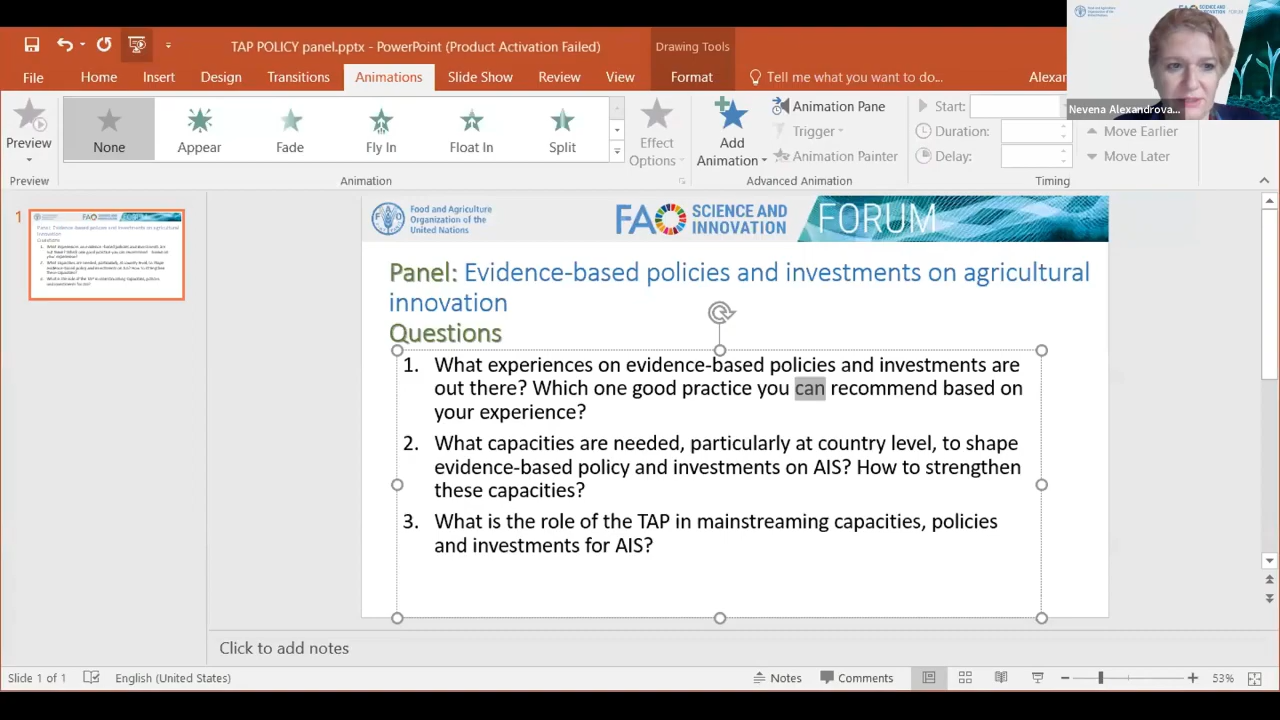 TAP POLICY panel.pptx - PowerPoint (Product Activation Failed)
Drawing Tools
File
Home
Insert
Design
Transitions
Animations
Slide Show
Review
View
Format
Tell me what you want to do...
Alexan
Nevena Alexandrova...
Preview
None
Appear
Fade
Fly In
Float In
Split
Effect
Options
Add
Animation
Animation Pane
Trigger
Animation Painter
Start:
Duration:
Delay:
Move Earlier
Move Later
Preview
Animation
Advanced Animation
Timing
1
Food and Agriculture
Organization of the
United Nations
FAO
SCIENCE AND
INNOVATION
FORUM
Panel: Evidence-based policies and investments on agricultural
innovation
Questions
1. What experiences on evidence-based policies and investments are
out there? Which one good practice you can recommend based on
your experience?
2. What capacities are needed, particularly at country level, to shape
evidence-based policy and investments on AIS? How to strengthen
these capacities?
3. What is the role of the TAP in mainstreaming capacities, policies
and investments for AIS?
Click to add notes
Slide 1 of 1
English (United States)
Notes
Comments
53%